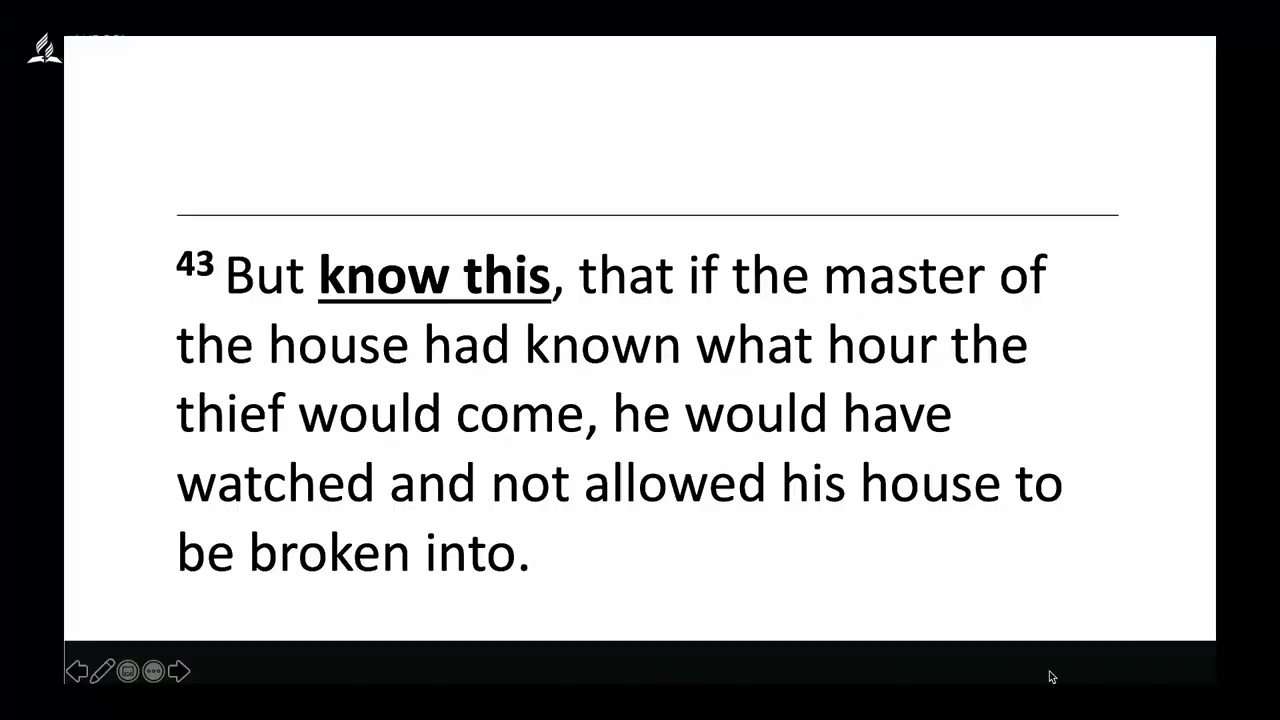 43 But know this, that if the master of
the house had known what hour the
thief would come, he would have
watched and not allowed his house to
be broken into.